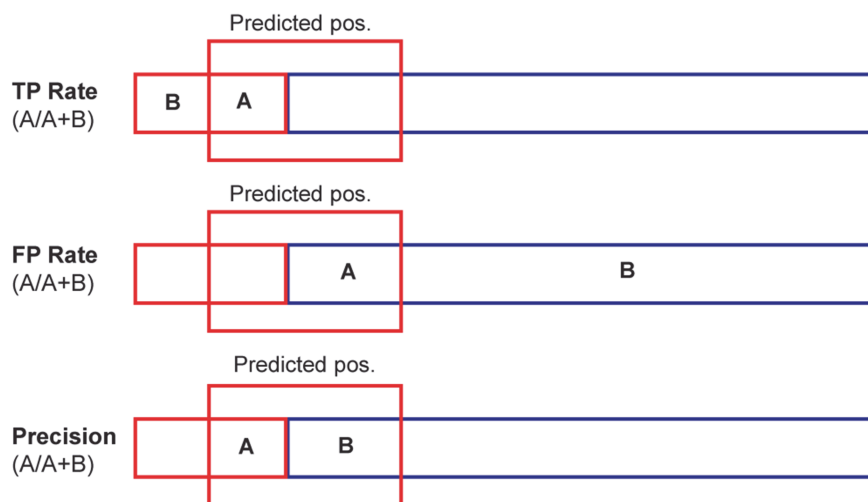 Predicted pos.
TP Rate
(A/A+B)
B
A
Predicted pos.
FP Rate
(A/A+B)
A
B
Predicted pos.
Precision
(A/A+B)
A
B